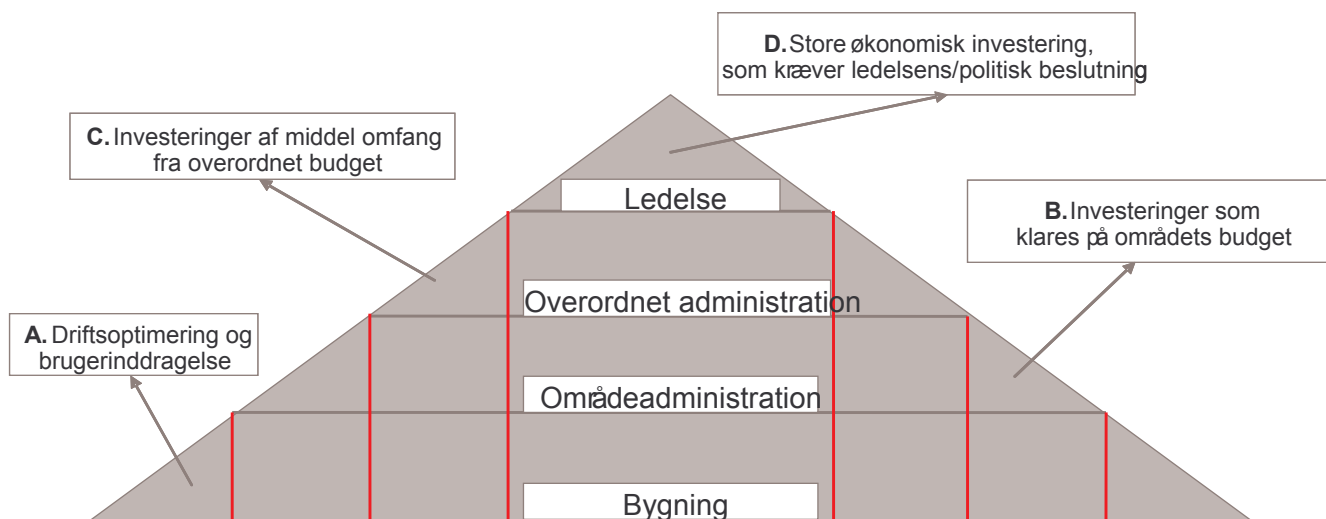 D. Store økonomisk investering,
som kræver ledelsens/politisk beslutning
C. Investeringer af middel omfang
fra overordnet budget
Ledelse
B. Investeringer som
klares på områdets budget
Overordnet administration
A. Driftsoptimering og
brugerinddragelse
Områdeadministration
Bygning